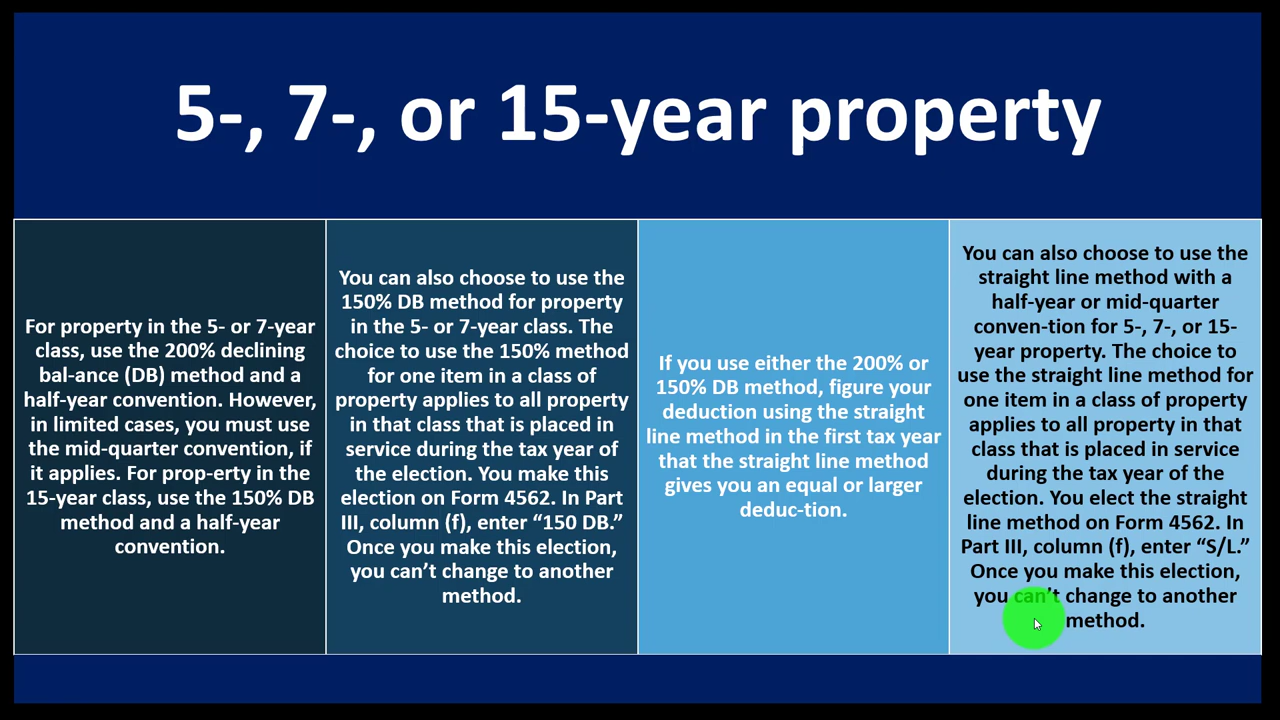 5-, 7-, or 15-year property
For property in the 5- or 7-year
class, use the 200% declining
bal-ance (DB) method and a
half-year convention. However,
in limited cases, you must use
the mid-quarter convention, if
it applies. For prop-erty in the
15-year class, use the 150% DB
method and a half-year
convention.
You can also choose to use the
150% DB method for property
in the 5- or 7-year class. The
choice to use the 150% method
for one item in a class of
property applies to all property
in that class that is placed in
service during the tax year of
the election. You make this
election on Form 4562. In Part
III, column (f), enter “150 DB.”
Once you make this election,
you can’t change to another
method.
If you use either the 200% or
150% DB method, figure your
deduction using the straight
line method in the first tax year
that the straight line method
gives you an equal or larger
deduc-tion.
You can also choose to use the
straight line method with a
half-year or mid-quarter
conven-tion for 5-, 7-, or 15-
year property. The choice to
use the straight line method for
one item in a class of property
applies to all property in that
class that is placed in service
during the tax year of the
election. You elect the straight
line method on Form 4562. In
Part III, column (f), enter “S/L.”
Once you make this election,
you can’t change to another
method.